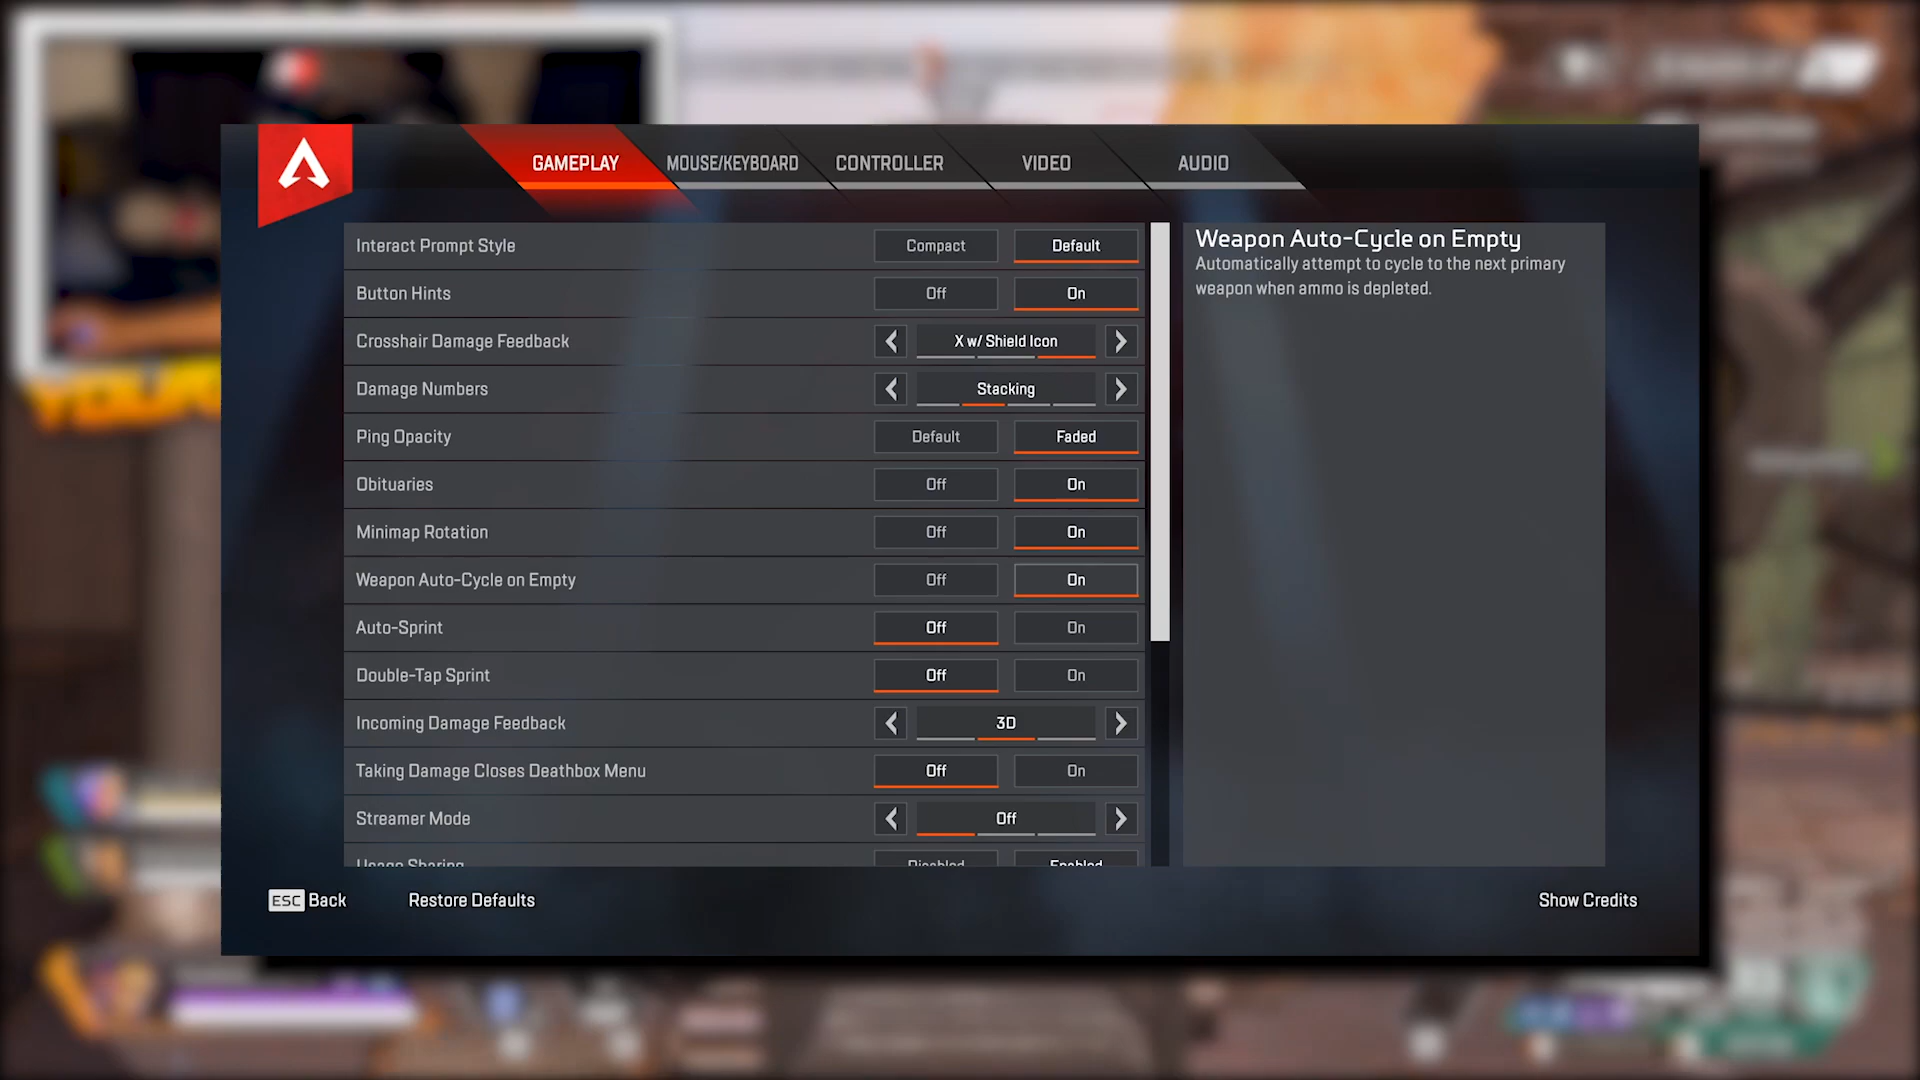 GAMEPLAY MOUSE/KEYBOARD CONTROLLER VIDEO AUDIO
Interact Prompt Style Compact Default
Button Hints Off On
Crosshair Damage Feedback X w/ Shield Icon
Damage Numbers Stacking
Ping Opacity Default Faded
Obituaries Off On
Minimap Rotation Off On
Weapon Auto-Cycle on Empty Off On
Auto-Sprint Off On
Double-Tap Sprint Off On
Incoming Damage Feedback 3D
Taking Damage Closes Deathbox Menu Off On
Streamer Mode Off
Usage Sharing Disabled Enabled
Weapon Auto-Cycle on Empty
Automatically attempt to cycle to the next primary
weapon when ammo is depleted.
ESC Back Restore Defaults Show Credits